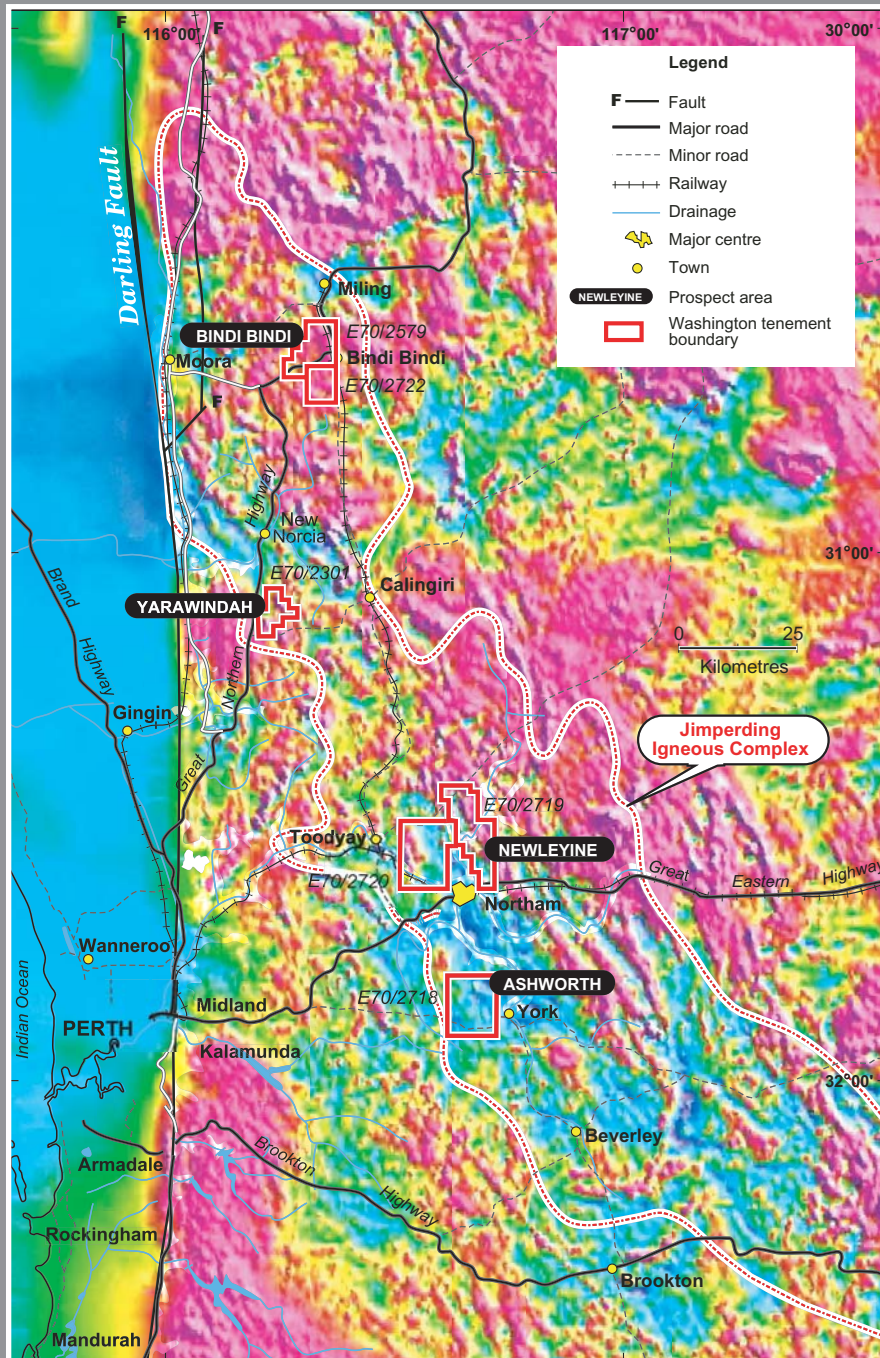 F
F
116°00'
117°00'
30°00'
Legend
F Fault
Major road
Minor road
Railway
Drainage
Major centre
Town
NEWLEYINE Prospect area
Washington tenement
boundary
Darling Fault
Miling
BINDI BINDI
E70/2579
Moora
Bindi Bindi
E70/2722
F
Highway
New
Norcia
31°00'
E70/2301
Brand
Highway
YARAWINDAH
Calingiri
0 25
Kilometres
Northern
Great
Gingin
Jimperding
Igneous Complex
E70/2719
Toodyay
NEWLEYINE
E70/2720
Great Eastern Highway
Northam
Wanneroo
Indian Ocean
E70/2718
ASHWORTH
Midland
York
PERTH
Kalamunda
32°00'
Beverley
Armadale
Brookton
Highway
Rockingham
Brookton
Mandurah